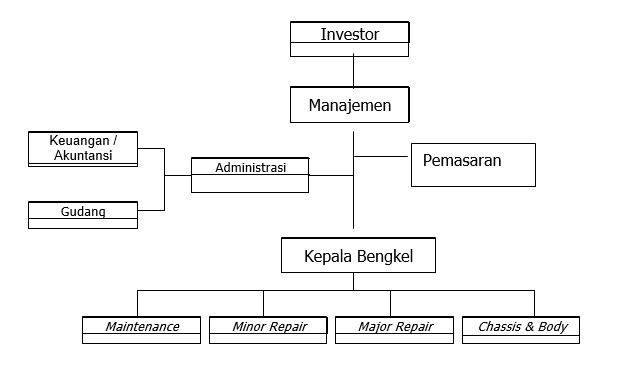 Investor
Manajemen
Keuangan /
Akuntansi
Administrasi
Pemasaran
Gudang
Kepala Bengkel
Maintenance
Minor Repair
Major Repair
Chassis & Body